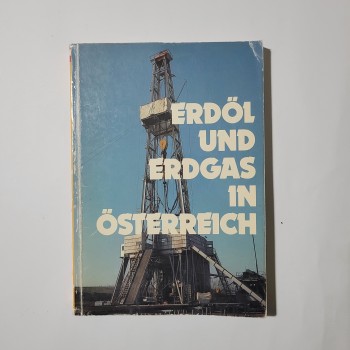 ERDÖL
UND
ERDGAS
IN
ÖSTERREICH